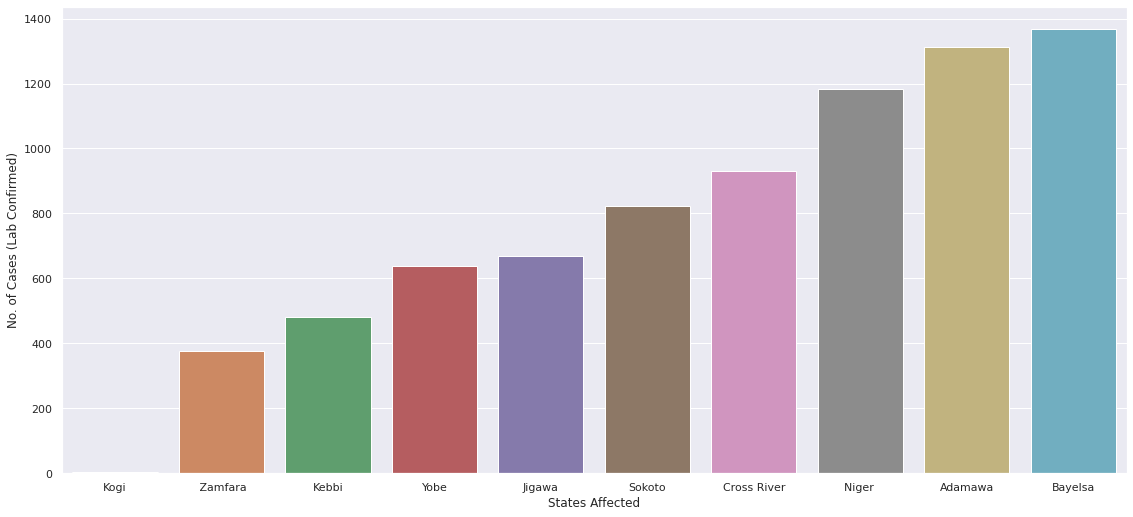 No. of Cases (Lab Confirmed)
1400
1200
1000
800
600
400
200
0
Kogi Zamfara Kebbi Yobe Jigawa Sokoto Cross River Niger Adamawa Bayelsa
States Affected